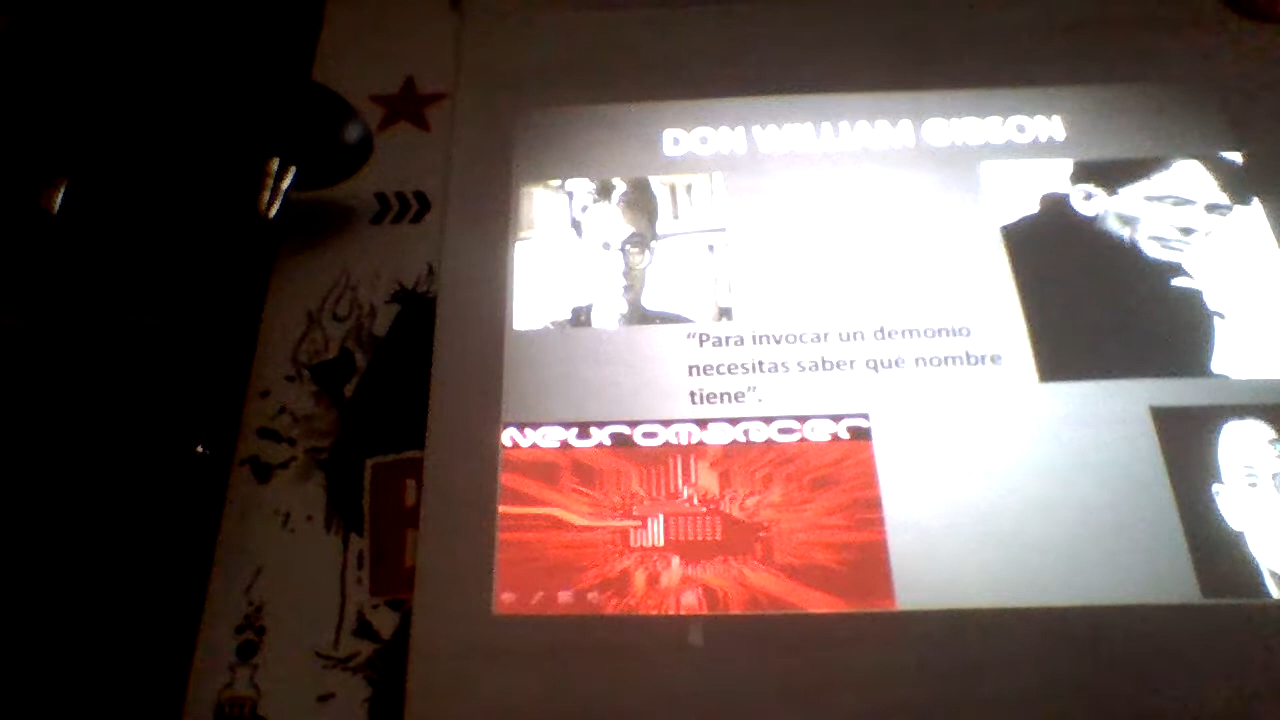 DON WILLIAM GIBSON
“Para invocar un demonio
necesitas saber qué nombre
tiene”.
Neuromancer